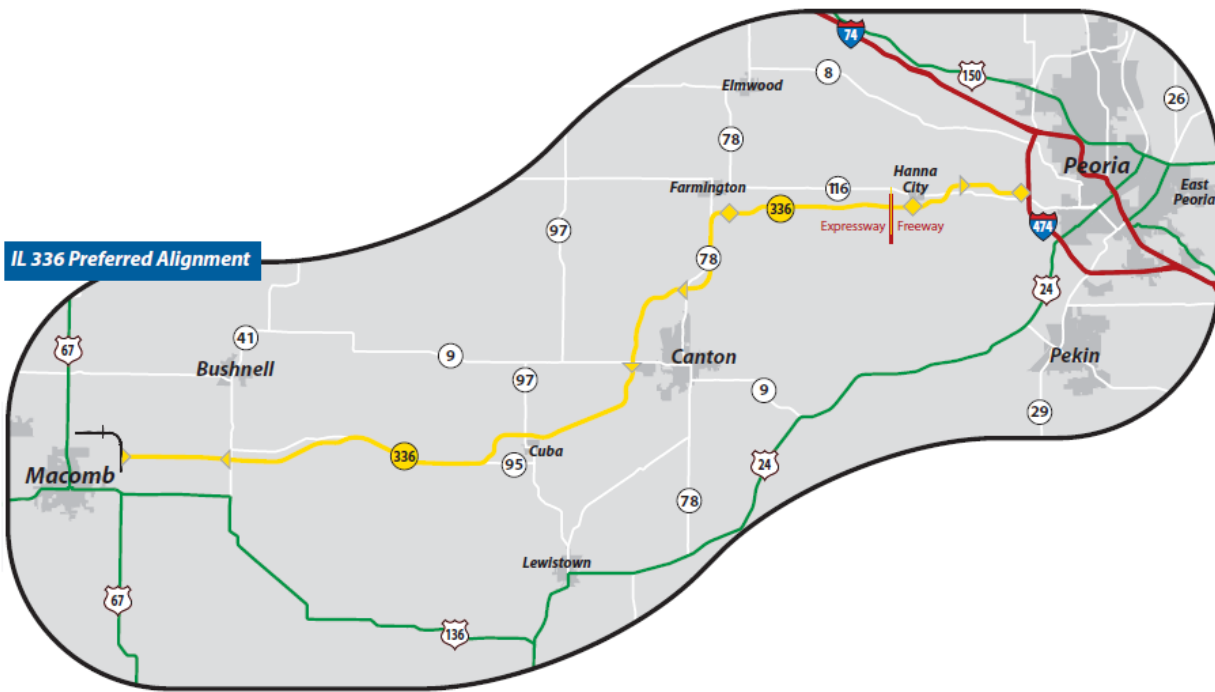 74
150
8
26
Elmwood
78
Peoria
Hanna
City
Farmington
116
East
Peoria
336
Expressway
Freeway
474
97
78
IL 336 Preferred Alignment
24
67
41
9
Bushnell
Canton
Pekin
97
9
29
Cuba
336
95
24
Macomb
78
Lewistown
67
136